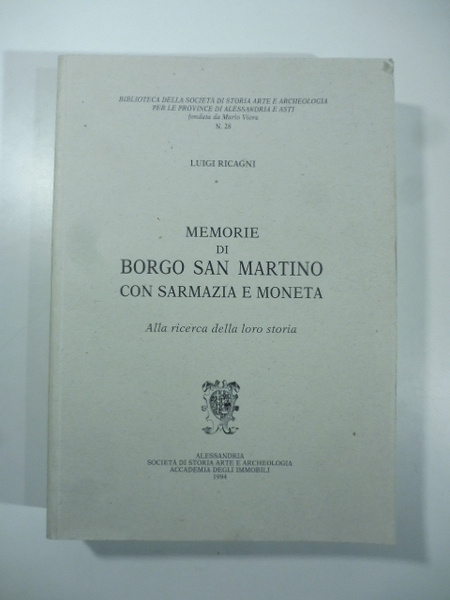 BIBLIOTECA DELLA SOCIETÀ DI STORIA ARTE E ARCHEOLOGIA
PER LE PROVINCE DI ALESSANDRIA E ASTI
fondata da Mario Viora
N. 28
LUIGI RICAGNI
MEMORIE
DI
BORGO SAN MARTINO
CON SARMAZIA E MONETA
Alla ricerca della loro storia
ALESSANDRIA
SOCIETÀ DI STORIA ARTE E ARCHEOLOGIA
ACCADEMIA DEGLI IMMOBILI
1994